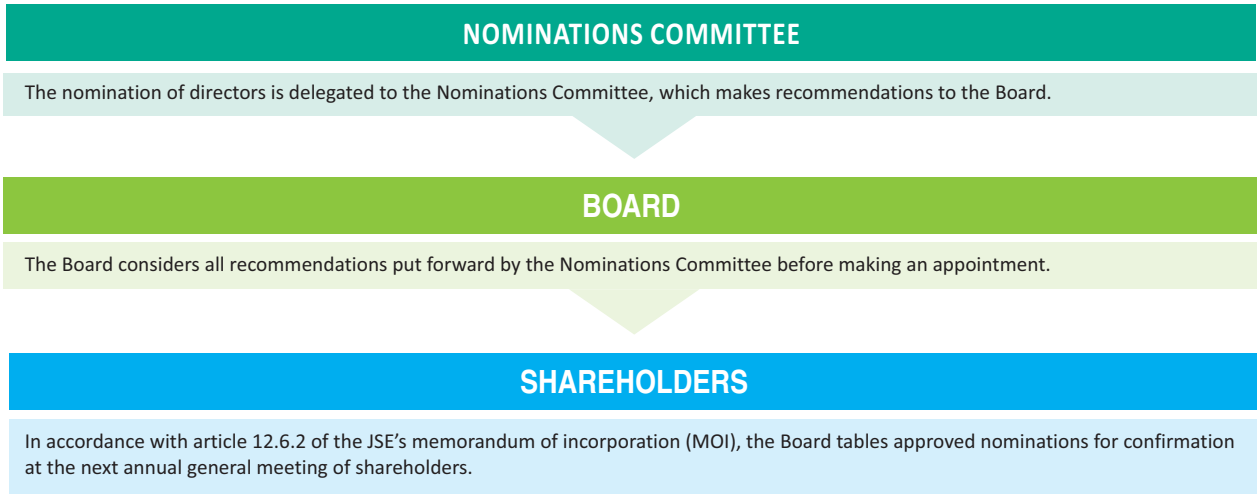 NOMINATIONS COMMITTEE
The nomination of directors is delegated to the Nominations Committee, which makes recommendations to the Board.
BOARD
The Board considers all recommendations put forward by the Nominations Committee before making an appointment.
SHAREHOLDERS
In accordance with article 12.6.2 of the JSE’s memorandum of incorporation (MOI), the Board tables approved nominations for confirmation
at the next annual general meeting of shareholders.